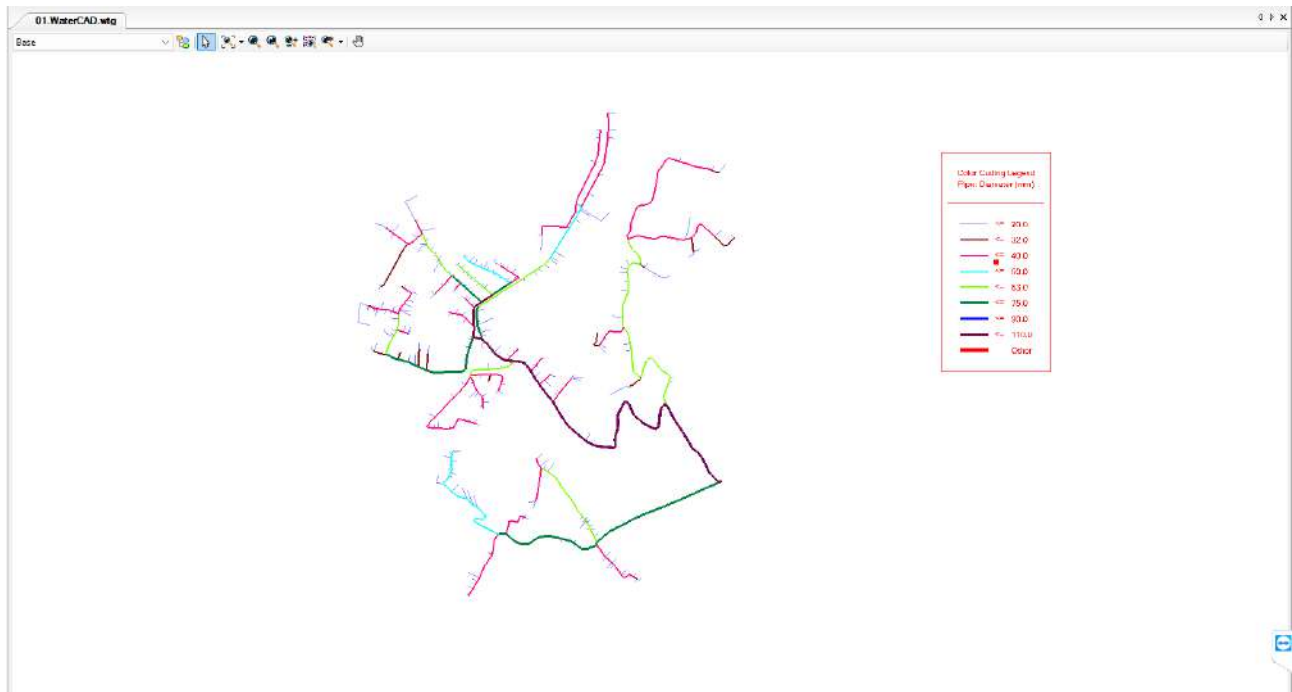 01.WaterCAD.wtg
Base
Color Coding Legend
Pipe: Diameter (mm)
<= 20.0
<= 32.0
<= 40.0
<= 50.0
<= 63.0
<= 75.0
<= 90.0
<= 110.0
Other